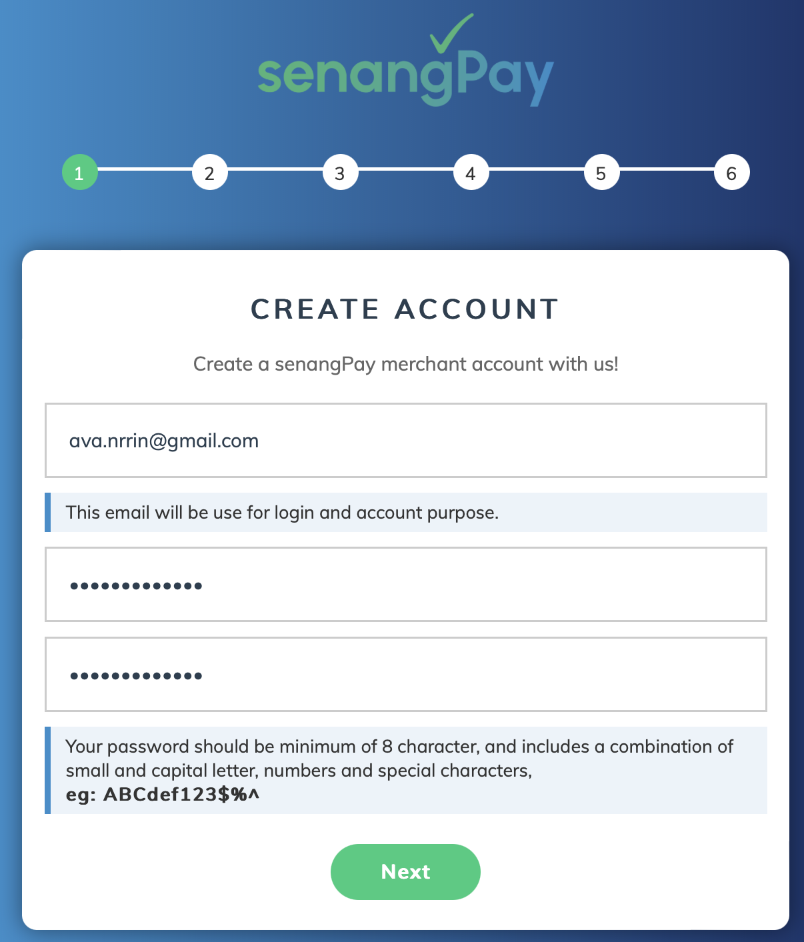 senangPay
1 2 3 4 5 6
CREATE ACCOUNT
Create a senangPay merchant account with us!
ava.nrrin@gmail.com
This email will be use for login and account purpose.
•••••••••••••
•••••••••••••
Your password should be minimum of 8 character, and includes a combination of
small and capital letter, numbers and special characters,
eg: ABCdef123$%^
Next